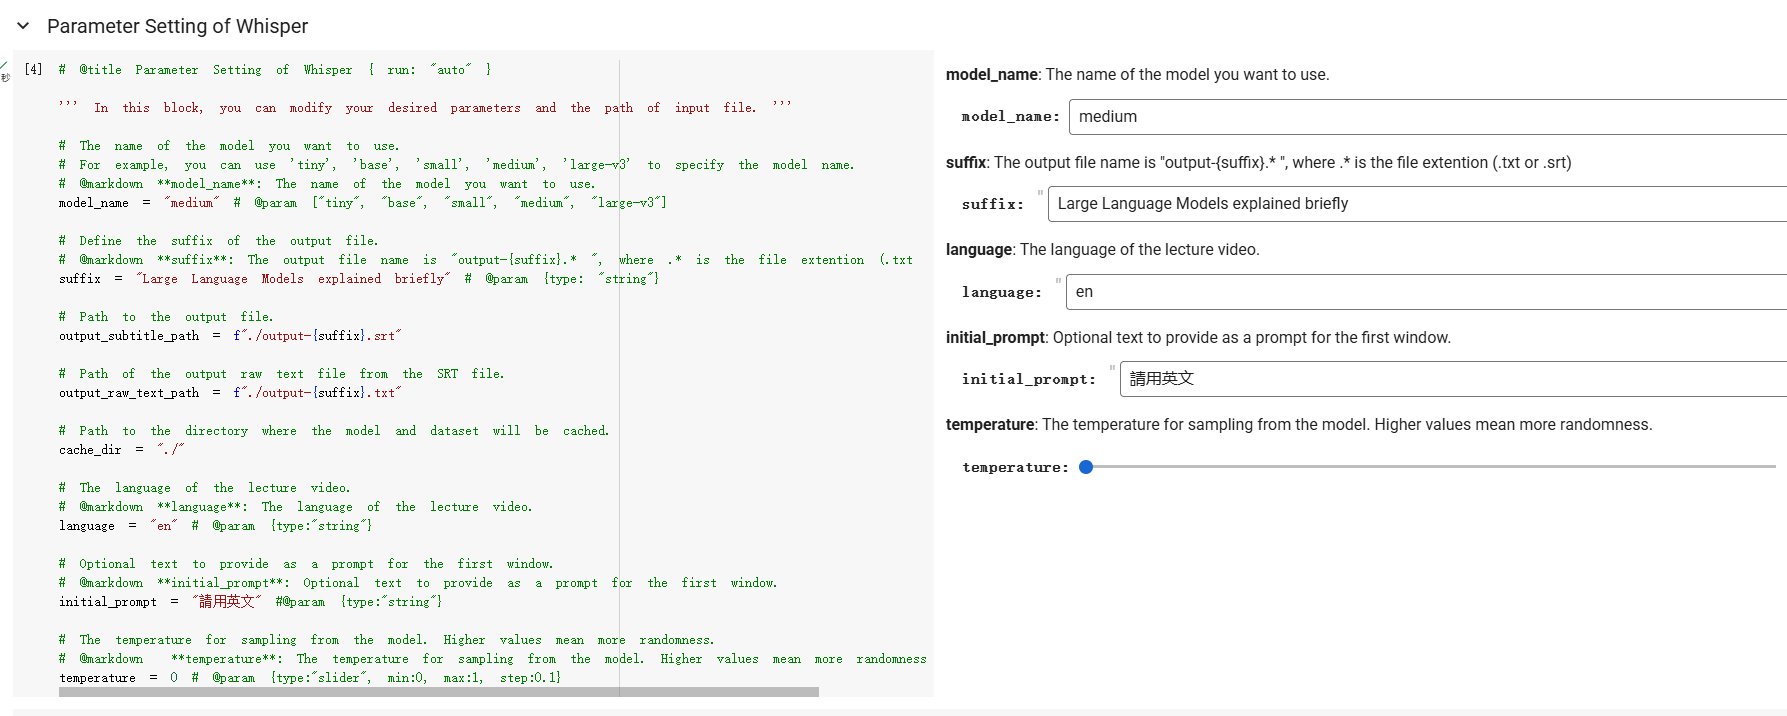 Parameter Setting of Whisper
秒
[4]
# @title Parameter Setting of Whisper { run: "auto" }
''' In this block, you can modify your desired parameters and the path of input file. '''
# The name of the model you want to use.
# For example, you can use 'tiny', 'base', 'small', 'medium', 'large-v3' to specify the model name.
# @markdown **model_name**: The name of the model you want to use.
model_name = "medium" # @param ["tiny", "base", "small", "medium", "large-v3"]
# Define the suffix of the output file.
# @markdown **suffix**: The output file name is "output-{suffix}.* ", where .* is the file extention (.txt
suffix = "Large Language Models explained briefly" # @param {type: "string"}
# Path to the output file.
output_subtitle_path = f"./output-{suffix}.srt"
# Path of the output raw text file from the SRT file.
output_raw_text_path = f"./output-{suffix}.txt"
# Path to the directory where the model and dataset will be cached.
cache_dir = "./"
# The language of the lecture video.
# @markdown **language**: The language of the lecture video.
language = "en" # @param {type:"string"}
# Optional text to provide as a prompt for the first window.
# @markdown **initial_prompt**: Optional text to provide as a prompt for the first window.
initial_prompt = "請用英文" #@param {type:"string"}
# The temperature for sampling from the model. Higher values mean more randomness.
# @markdown **temperature**: The temperature for sampling from the model. Higher values mean more randomness
temperature = 0 # @param {type:"slider", min:0, max:1, step:0.1}
model_name: The name of the model you want to use.
model_name: medium
suffix: The output file name is "output-{suffix}.* ", where .* is the file extention (.txt or .srt)
suffix: " Large Language Models explained briefly
language: The language of the lecture video.
language: " en
initial_prompt: Optional text to provide as a prompt for the first window.
initial_prompt: " 請用英文
temperature: The temperature for sampling from the model. Higher values mean more randomness.
temperature: